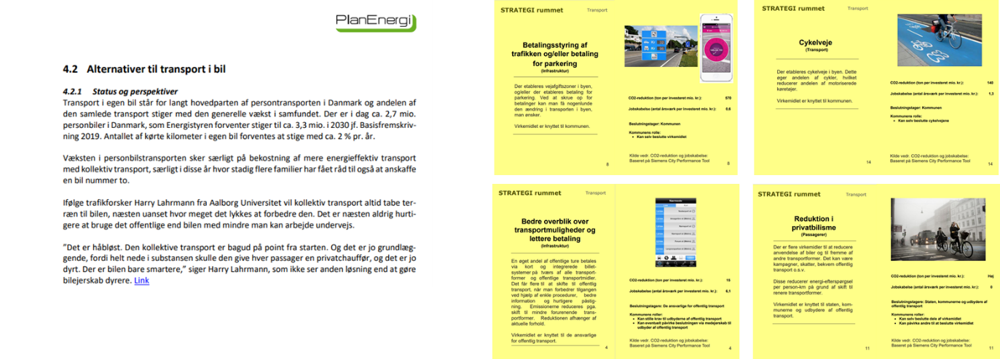 PlanEnergi
4.2 Alternativer til transport i bil
4.2.1 Status og perspektiver
Transport i egen bil står for langt hovedparten af persontransporten i Danmark og andelen af
den samlede transport stiger med den generelle vækst i samfundet. Der er i dag ca. 2,7 mio.
personbiler i Danmark, som Energistyren forventer stiger til ca. 3,3 mio. i 2030 jf. Basisfremskriv-
ning 2019. Antallet af kørte kilometer i egen bil forventes at stige med ca. 2 % pr. år.
Væksten i personbilstransporten sker særligt på bekostning af mere energieffektiv transport
med kollektiv transport, særligt i disse år hvor stadig flere familier har fået råd til også at anskaffe
en bil nummer to.
Ifølge trafikforsker Harry Lahrmann fra Aalborg Universitet vil kollektiv transport altid tabe ter-
ræn til bilen, næsten uanset hvor meget det lykkes at forbedre den. Det er næsten aldrig hurti-
gere at bruge det offentlige end bilen med mindre man kan arbejde undervejs.
"Det er håbløst. Den kollektive transport er bagud på point fra starten. Og det er jo grundlæg-
gende, fordi helt nede i substansen skulle den give hver passager en privatchauffør, og det er jo
dyrt. Der er bilen bare smartere," siger Harry Lahrmann, som ikke ser anden løsning end at gøre
bilejerskab dyrere. Link
STRATEGI rummet Transport
Betalingsstyring af
trafikken og/eller betaling
for parkering
(Infrastruktur)
Der etableres vejafgiftszoner i byen,
og/eller der etableres betaling for
parkering. Ved at skrue op for
betalinger kan man få nogenlunde
den ændring i transporten i byen,
man ønsker.
Virkemidlet er knyttet til kommunen.
8
CO2-reduktion (ton per investeret mio. kr.): 570
Jobskabelse (antal årsværk per investeret mio. kr.): 0,6
Beslutningstager: Kommunen
Kommunens rolle:
• Kan selv beslutte virkemidlet
Kilde vedr. CO2-reduktion og jobskabelse:
Baseret på Siemens City Performance Tool
8
STRATEGI rummet Transport
Cykelveje
(Transport)
Der etableres cykelveje i byen. Dette
øger andelen af cykler, hvilket
reducerer andelen af motoriserede
køretøjer.
Virkemidlet er knyttet til kommunen.
14
CS3
CO2-reduktion (ton per investeret mio. kr.): 140
Jobskabelse (antal årsværk per investeret mio. kr.): 1,3
Beslutningstager: Kommunen
Kommunens rolle:
• Kan selv beslutte cykelvejene
Kilde vedr. CO2-reduktion og jobskabelse:
Baseret på Siemens City Performance Tool
14
STRATEGI rummet Transport
Bedre overblik over
transportmuligheder og
lettere betaling
(Infrastruktur)
En øget andel af offentlige ture betales
via kort og integrerede billet-
systemer på tværs af alle transport-
former og offentlige transportmidler.
Det får flere til at skifte til offentlig
transport, når man forbedrer tilgangen
ved hjælp af enkle procedurer, bedre
information og hurtigere påstig-
ning. Emissionerne reduceres pga.
skift til mindre forurenende trans-
portformer. Reduktionen afhænger af
aktuelle forhold.
Virkemidlet er knyttet til de ansvarlige
for offentlig transport.
4
CO2-reduktion (ton per investeret mio. kr.): 15
Jobskabelse (antal årsværk per investeret mio. kr.): 6,1
Beslutningstagere: De ansvarlige for offentlig transport
Kommunens roller:
• Kan stille krav til udbyderne af offentlig transport
• Kan eventuelt påvirke beslutningen via medejerskab til
udbyder af offentlig transport
Kilde vedr. CO2-reduktion og jobskabelse:
Baseret på Siemens City Performance Tool
4
STRATEGI rummet Transport
Reduktion i
privatbilisme
(Passagerer)
Der er flere virkemidler til at reducere
anvendelse af biler og til fremme af
andre transportformer. Det kan være
kampagner, skatter, bekvem offentlig
transport o.s.v.
Disse reducerer energi-efterspørgsel
per person-km på grund af skift til
renere transportformer.
Virkemidlet er knyttet til staten, kom-
munerne og udbydere af offentlig
transport.
11
CO2-reduktion (ton per investeret mio. kr.): Høj
Jobskabelse (antal årsværk per investeret mio. kr.): 0
Beslutningstagere: Staten, kommunerne og udbydere af
offentlig transport
Kommunens roller:
• Kan selv beslutte dele af virkemidlet
• Kan påvirke andre til at beslutte virkemidlet
Kilde vedr. CO2-reduktion og jobskabelse:
Baseret på Siemens City Performance Tool
11